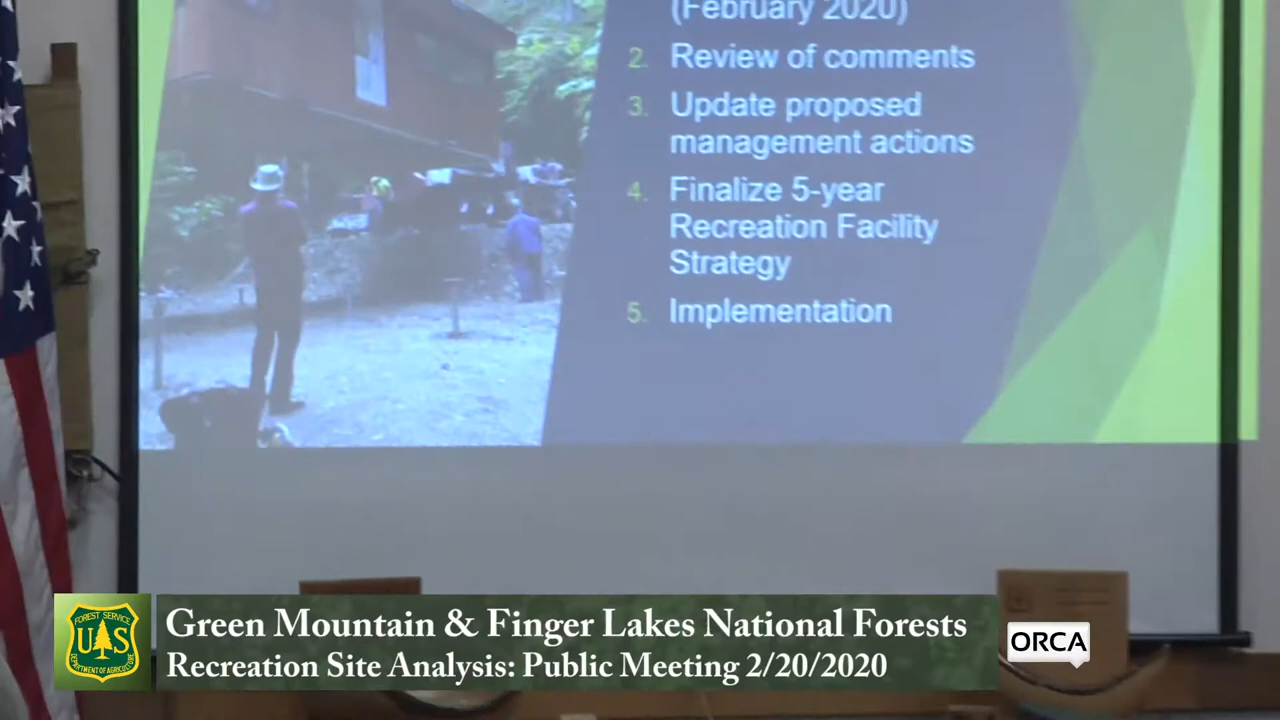 (February 2020)
2. Review of comments
3. Update proposed
management actions
4. Finalize 5-year
Recreation Facility
Strategy
5. Implementation
FOREST SERVICE
UAS
DEPARTMENT OF AGRICULTURE
Green Mountain & Finger Lakes National Forests
Recreation Site Analysis: Public Meeting 2/20/2020
ORCA